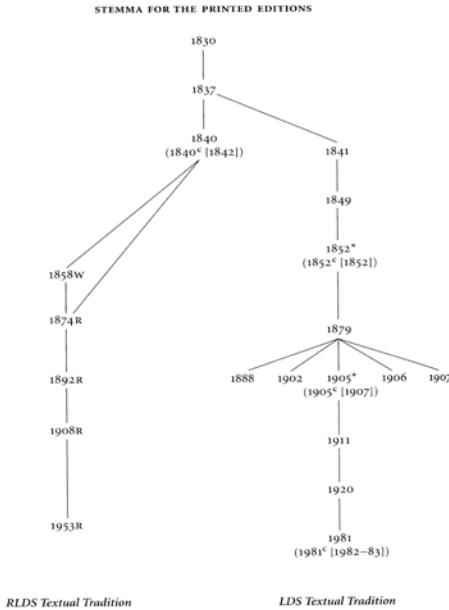 STEMMA FOR THE PRINTED EDITIONS
1830
1837
1840
(1840ᶜ [1842])
1841
1849
1852*
(1852ᶜ [1852])
1858W
1874R
1879
1892R
1888 1902 1905* 1906 1907
(1905ᶜ [1907])
1908R
1911
1920
1953R
1981
(1981ᶜ [1982–83])
RLDS Textual Tradition LDS Textual Tradition